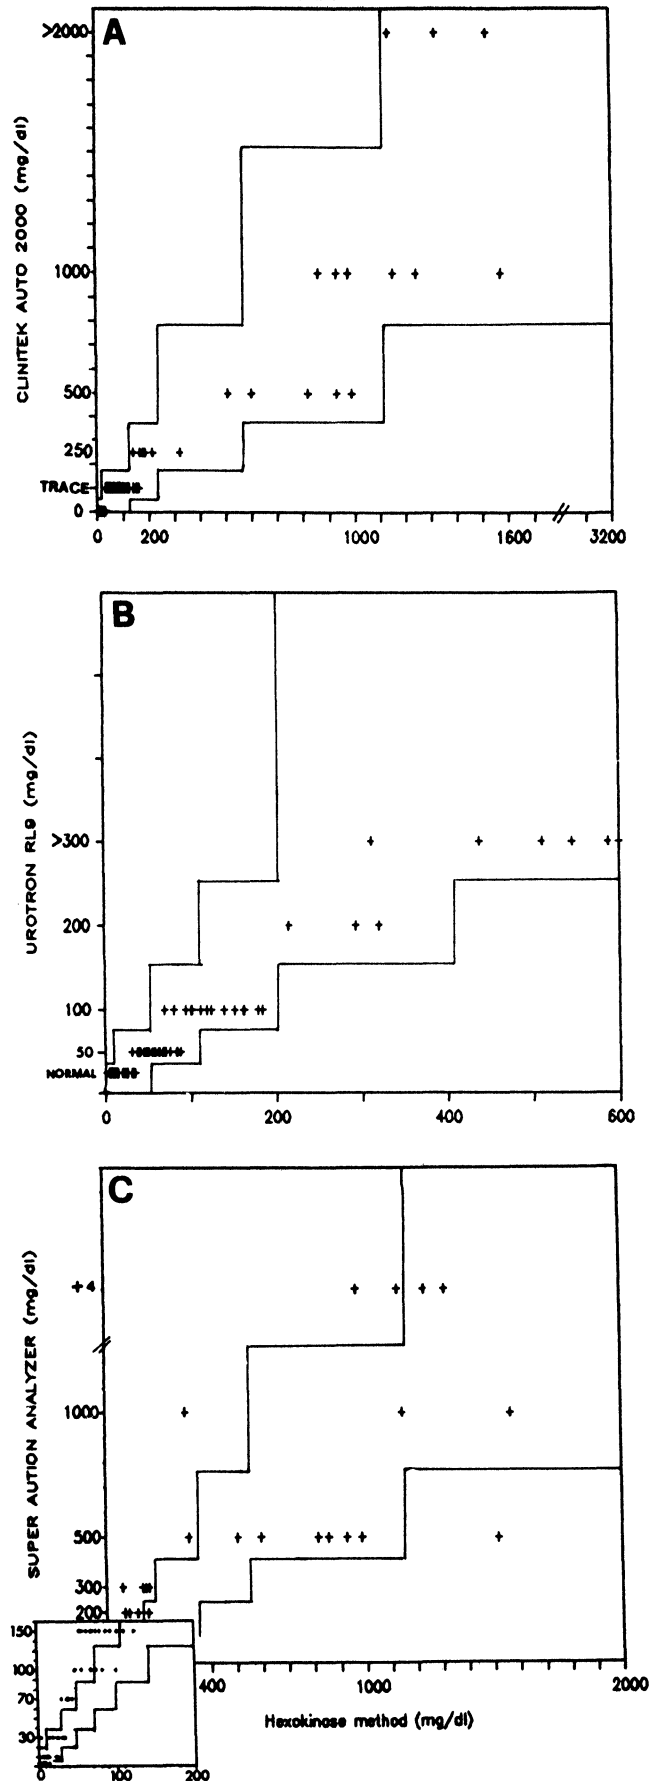 A
CLINITEK AUTO 2000 (mg/dl)
>2000
1000
500
250
TRACE
0
0 200 1000 1600 3200
B
UROTRON RL9 (mg/dl)
>300
200
100
50
NORMAL
0 200 400 600
C
SUPER AUTION ANALYZER (mg/dl)
+4
1000
500
300
200
150
100
70
30
0 100 200
400 1000 2000
Hexokinase method (mg/dl)